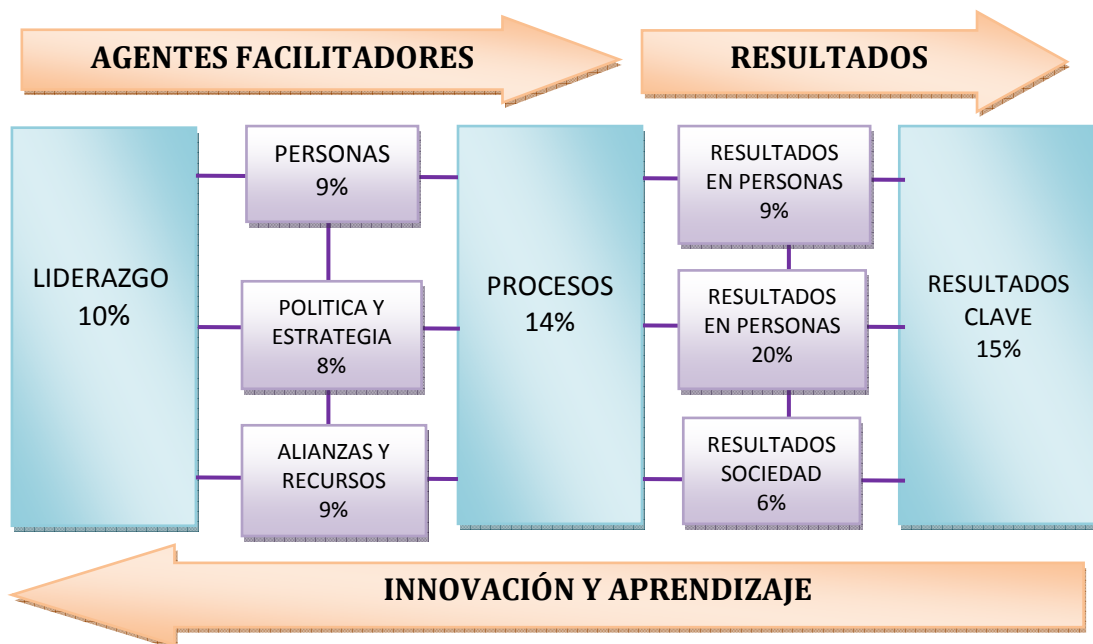 AGENTES FACILITADORES
RESULTADOS
LIDERAZGO
10%
PERSONAS
9%
POLITICA Y
ESTRATEGIA
8%
ALIANZAS Y
RECURSOS
9%
PROCESOS
14%
RESULTADOS
EN PERSONAS
9%
RESULTADOS
EN PERSONAS
20%
RESULTADOS
SOCIEDAD
6%
RESULTADOS
CLAVE
15%
INNOVACIÓN Y APRENDIZAJE